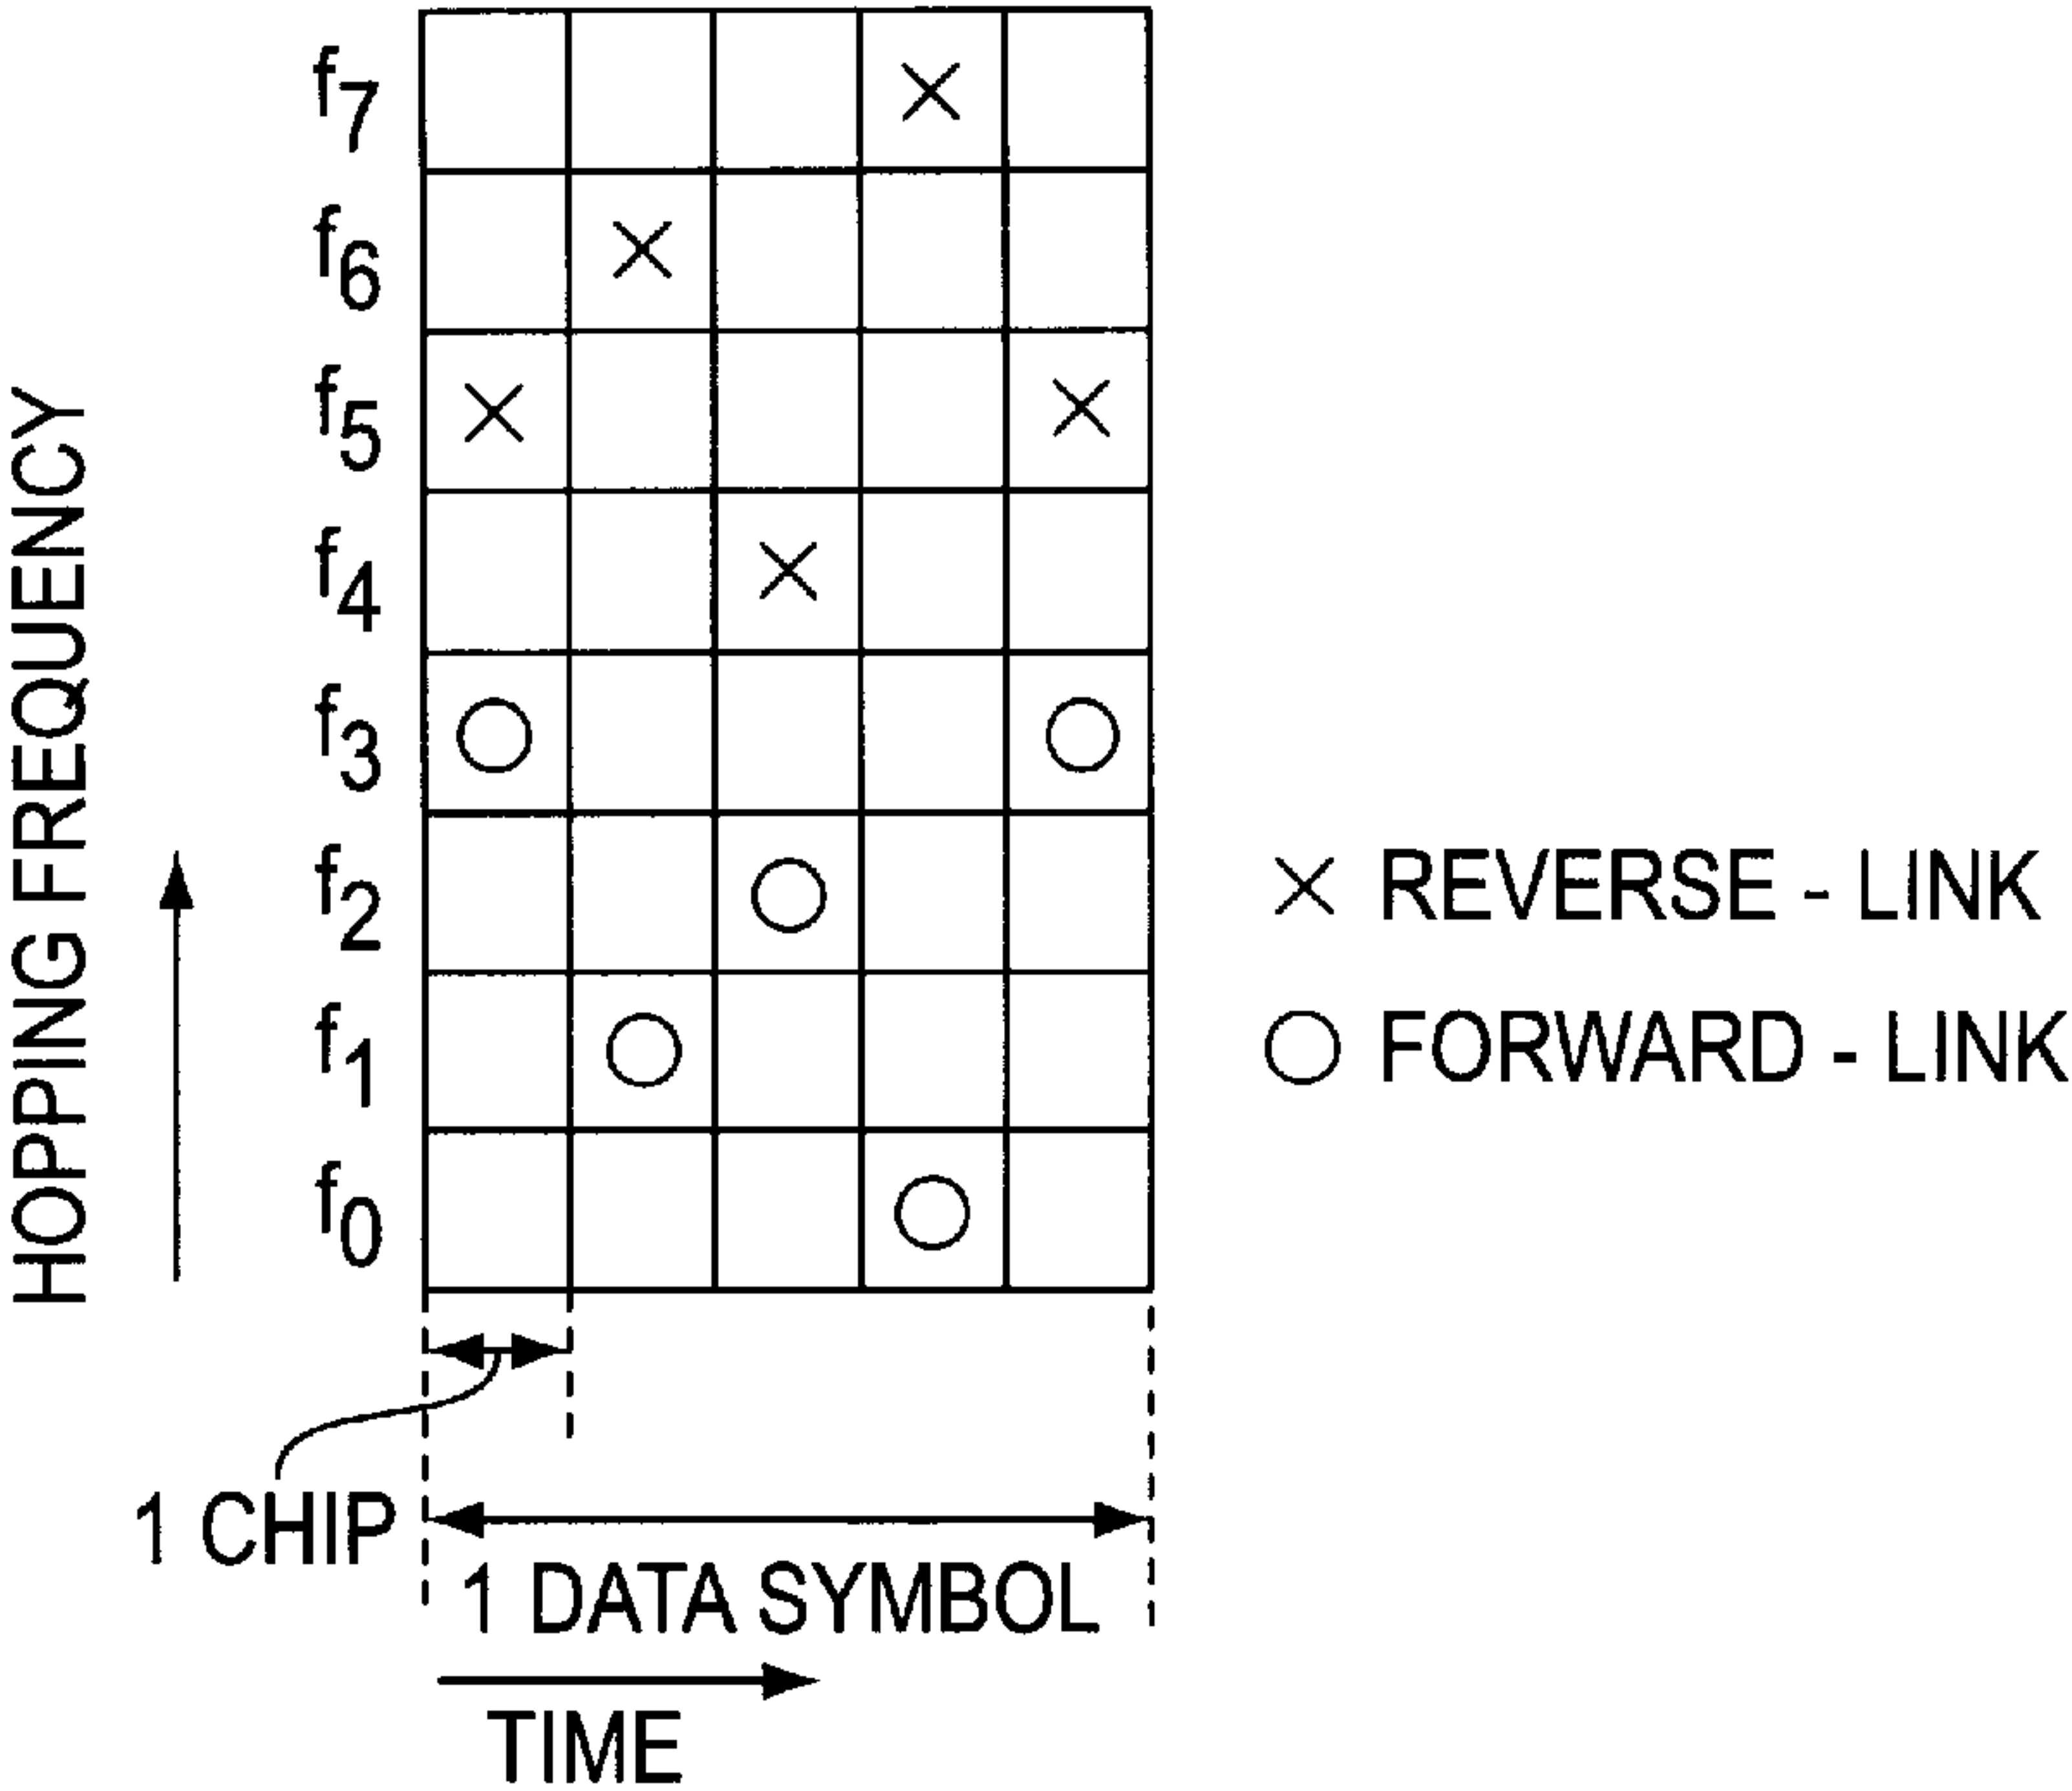 HOPPING FREQUENCY
f7
f6
f5
f4
f3
f2
f1
f0
× REVERSE - LINK
○ FORWARD - LINK
1 CHIP
1 DATA SYMBOL
TIME